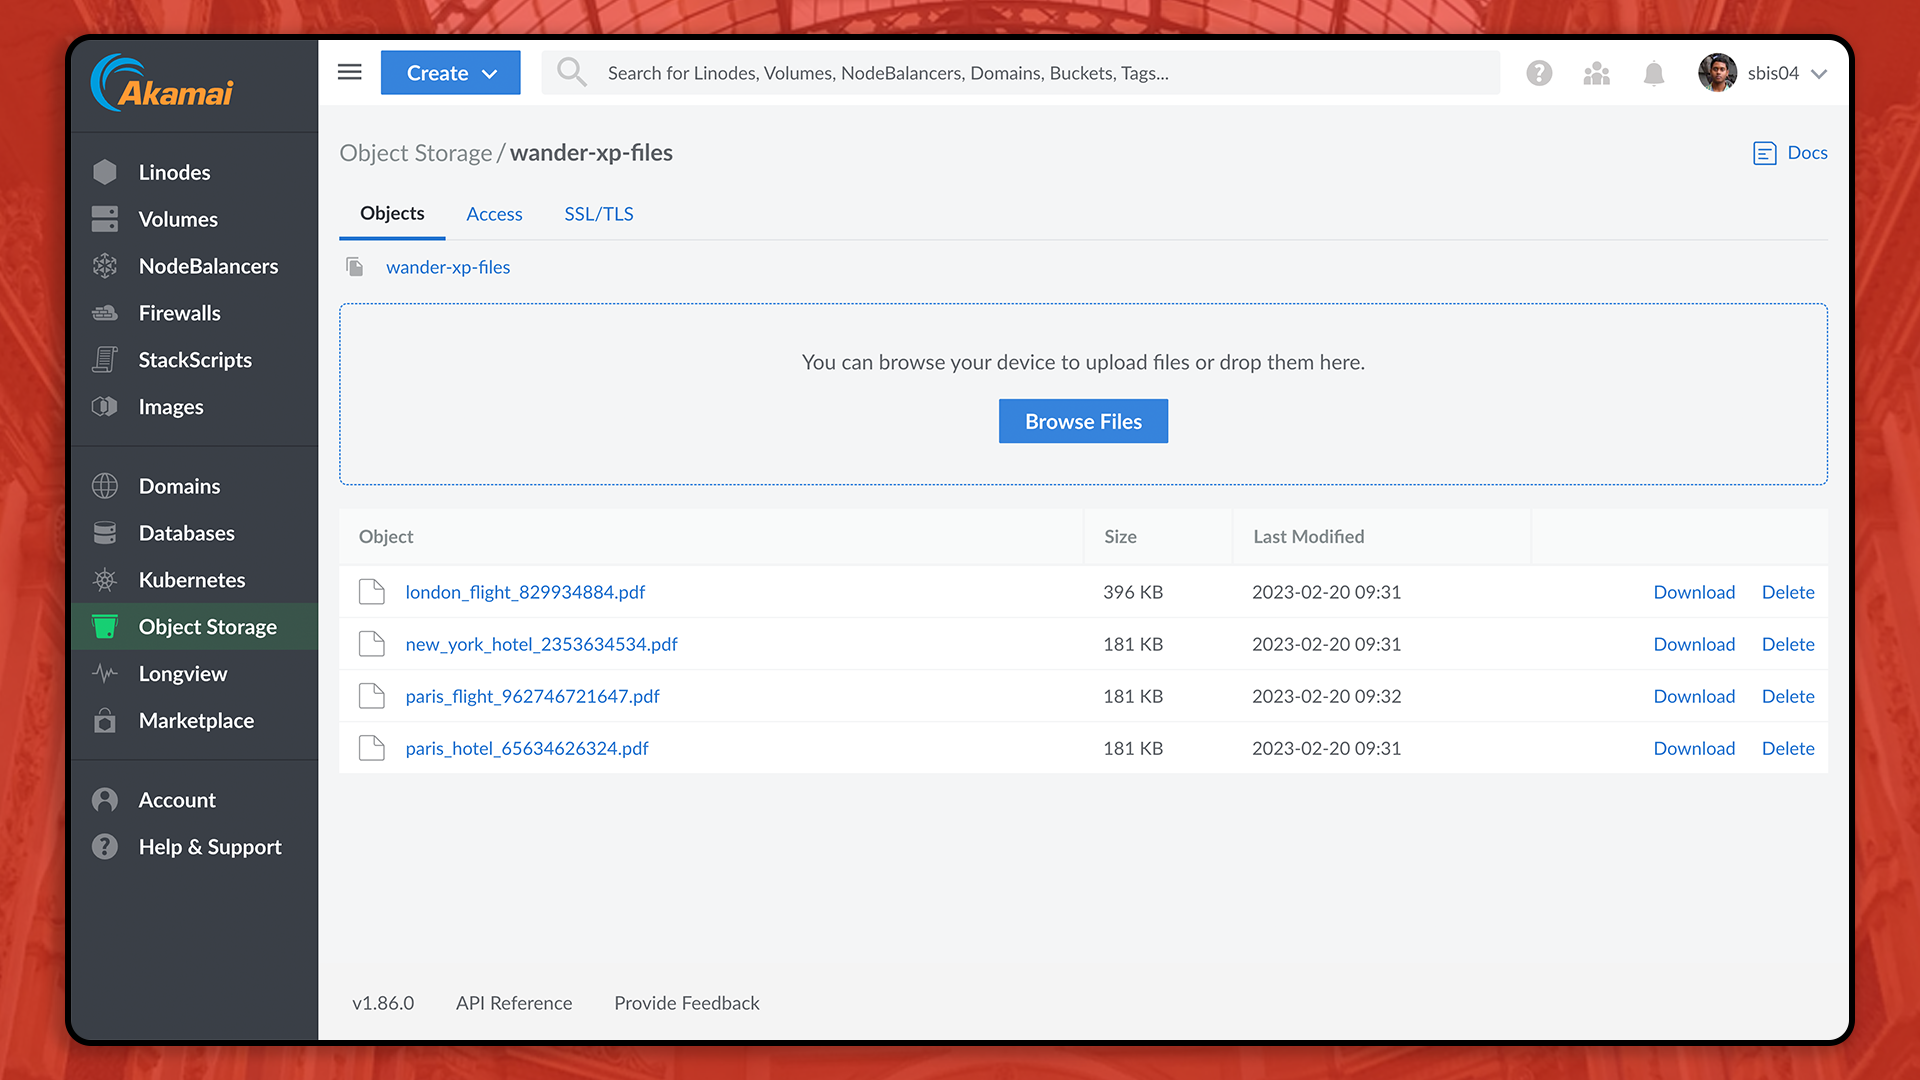 Akamai
Create
Search for Linodes, Volumes, NodeBalancers, Domains, Buckets, Tags...
sbis04
Linodes
Volumes
NodeBalancers
Firewalls
StackScripts
Images
Domains
Databases
Kubernetes
Object Storage
Longview
Marketplace
Account
Help & Support
Object Storage / wander-xp-files
Docs
Objects Access SSL/TLS
wander-xp-files
You can browse your device to upload files or drop them here.
Browse Files
Object Size Last Modified
london_flight_829934884.pdf 396 KB 2023-02-20 09:31 Download Delete
new_york_hotel_2353634534.pdf 181 KB 2023-02-20 09:31 Download Delete
paris_flight_962746721647.pdf 181 KB 2023-02-20 09:32 Download Delete
paris_hotel_65634626324.pdf 181 KB 2023-02-20 09:31 Download Delete
v1.86.0 API Reference Provide Feedback